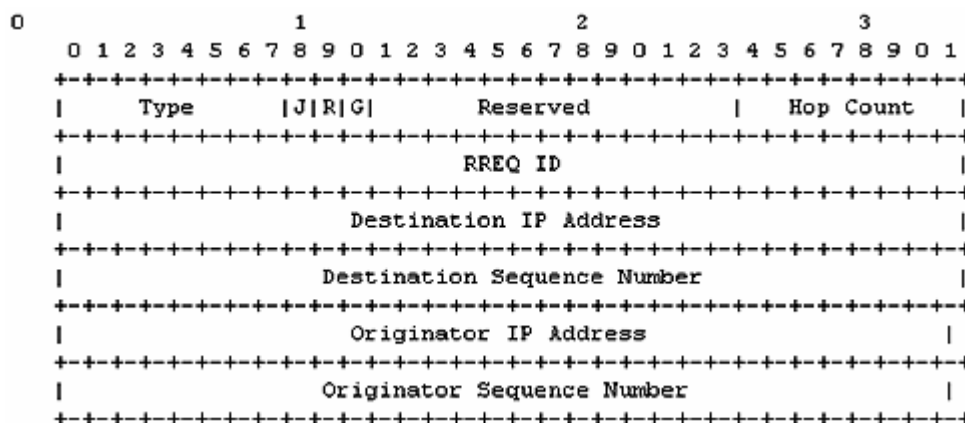 0 1 2 3
0 1 2 3 4 5 6 7 8 9 0 1 2 3 4 5 6 7 8 9 0 1 2 3 4 5 6 7 8 9 0 1
+-+-+-+-+-+-+-+-+-+-+-+-+-+-+-+-+-+-+-+-+-+-+-+-+-+-+-+-+-+-+-+-+
| Type |J|R|G| Reserved | Hop Count |
+-+-+-+-+-+-+-+-+-+-+-+-+-+-+-+-+-+-+-+-+-+-+-+-+-+-+-+-+-+-+-+-+
| RREQ ID |
+-+-+-+-+-+-+-+-+-+-+-+-+-+-+-+-+-+-+-+-+-+-+-+-+-+-+-+-+-+-+-+-+
| Destination IP Address |
+-+-+-+-+-+-+-+-+-+-+-+-+-+-+-+-+-+-+-+-+-+-+-+-+-+-+-+-+-+-+-+-+
| Destination Sequence Number |
+-+-+-+-+-+-+-+-+-+-+-+-+-+-+-+-+-+-+-+-+-+-+-+-+-+-+-+-+-+-+-+-+
| Originator IP Address |
+-+-+-+-+-+-+-+-+-+-+-+-+-+-+-+-+-+-+-+-+-+-+-+-+-+-+-+-+-+-+-+-+
| Originator Sequence Number |
+-+-+-+-+-+-+-+-+-+-+-+-+-+-+-+-+-+-+-+-+-+-+-+-+-+-+-+-+-+-+-+-+